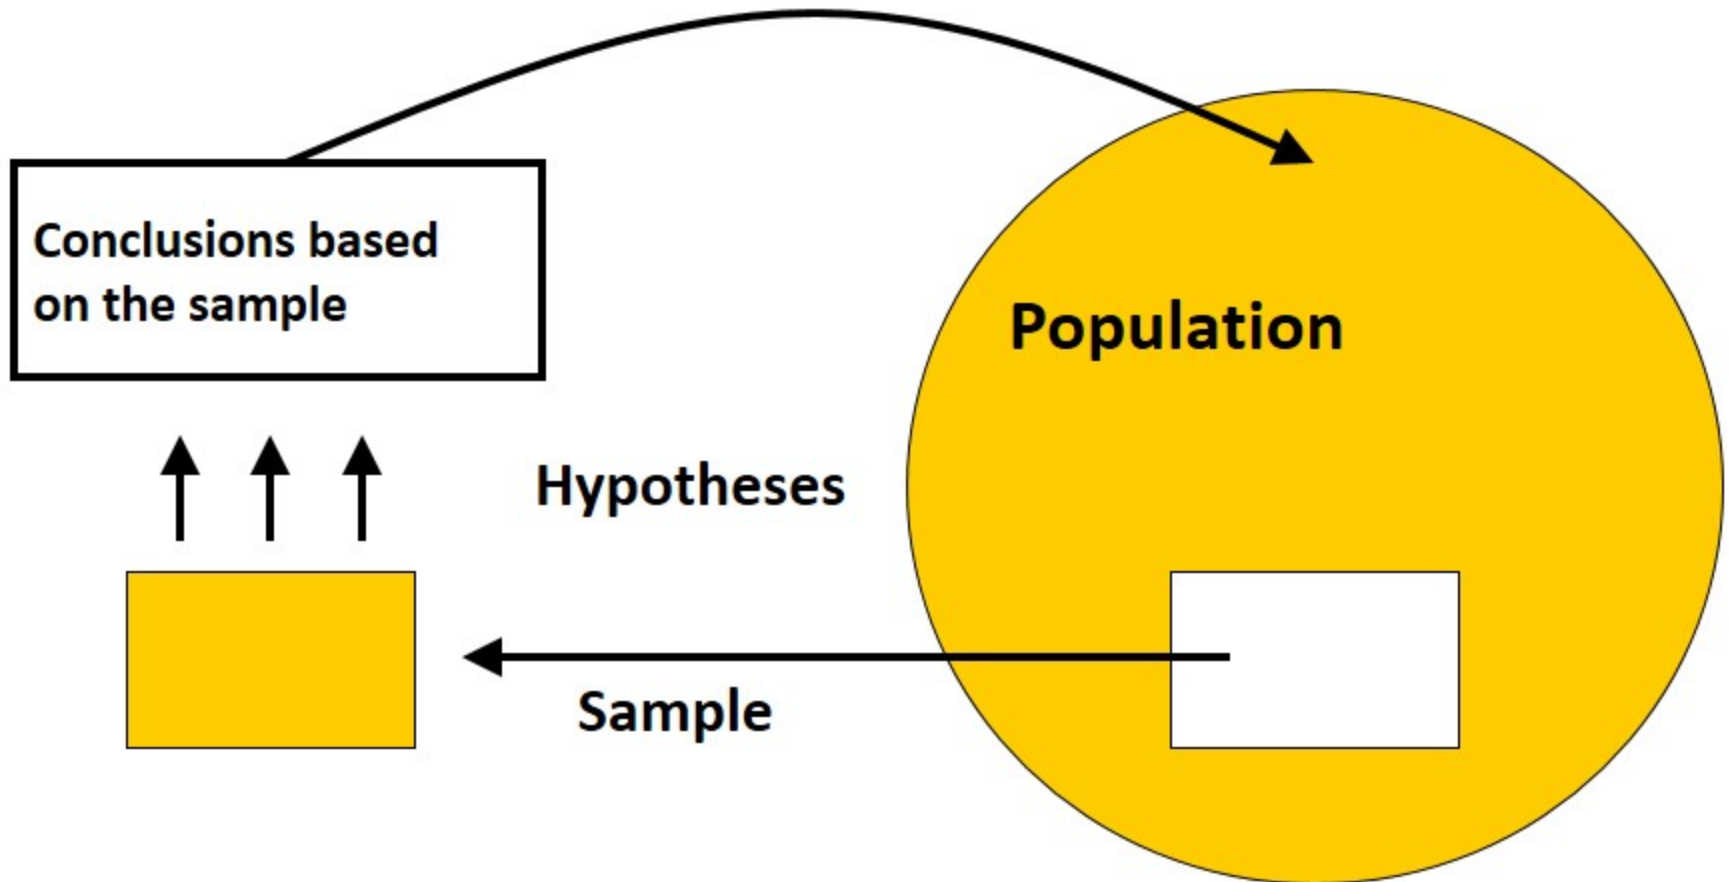 Conclusions based
on the sample
Population
Hypotheses
Sample